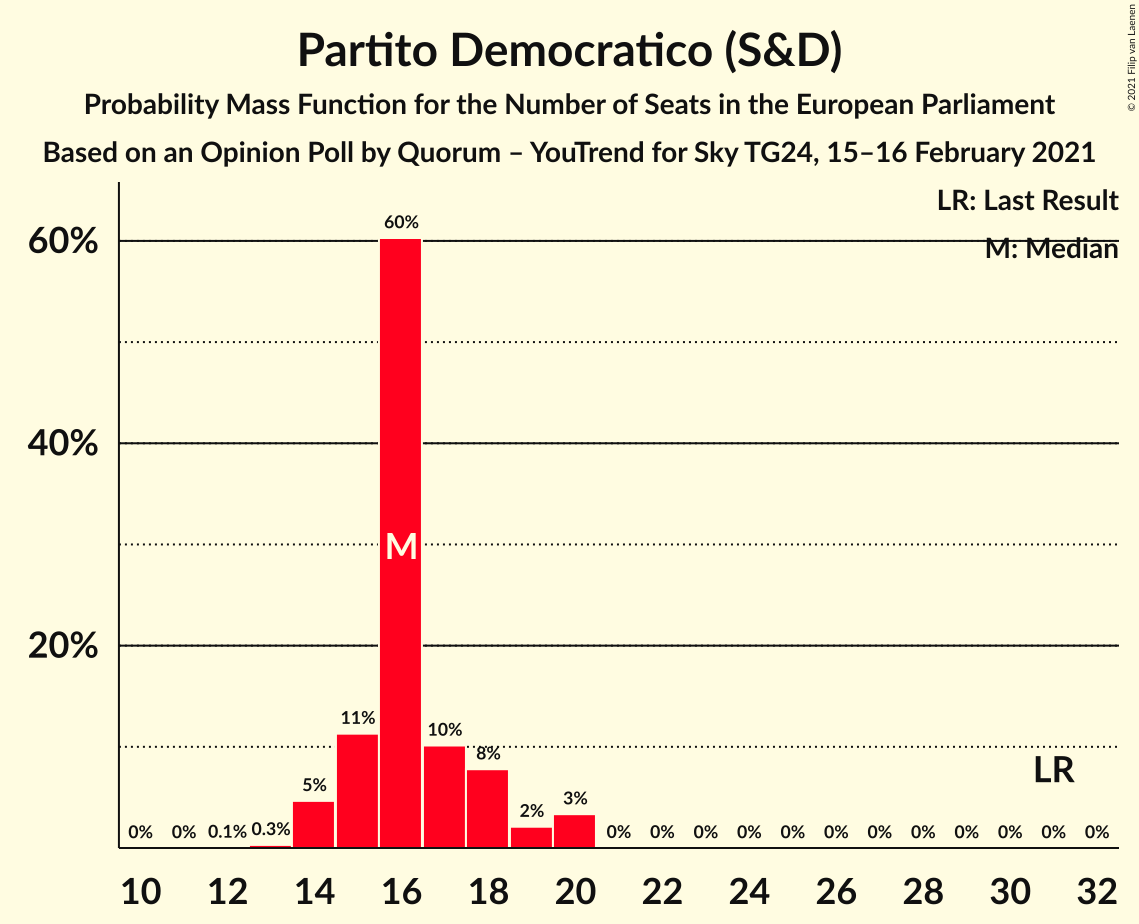 Partito Democratico (S&D)
Probability Mass Function for the Number of Seats in the European Parliament
Based on an Opinion Poll by Quorum – YouTrend for Sky TG24, 15–16 February 2021
© 2021 Filip van Laenen
LR: Last Result
M: Median
60%
40%
20%
0% 0% 0.1% 0.3% 5% 11% 60% 10% 8% 2% 3% 0% 0% 0% 0% 0% 0% 0% 0% 0% 0% 0% 0%
M
LR
10 12 14 16 18 20 22 24 26 28 30 32